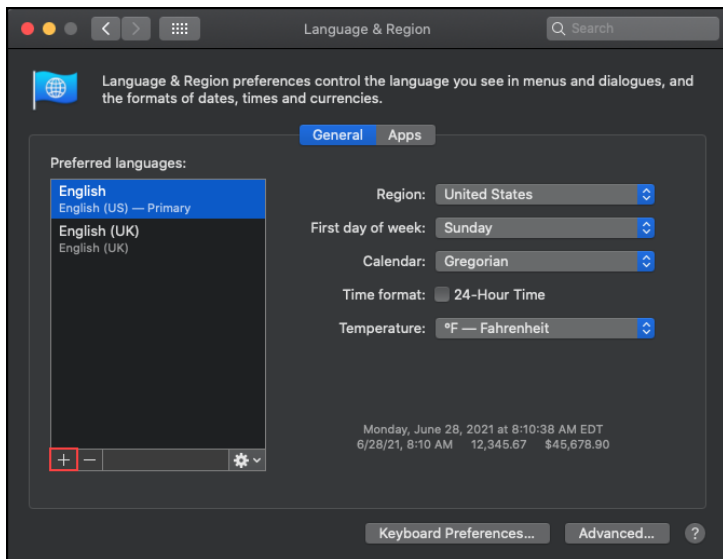 Language & Region
Search
Language & Region preferences control the language you see in menus and dialogues, and
the formats of dates, times and currencies.
General Apps
Preferred languages:
English
English (US) — Primary
English (UK)
English (UK)
Region: United States
First day of week: Sunday
Calendar: Gregorian
Time format: 24-Hour Time
Temperature: °F — Fahrenheit
Monday, June 28, 2021 at 8:10:38 AM EDT
6/28/21, 8:10 AM 12,345.67 $45,678.90
+ −
Keyboard Preferences... Advanced... ?